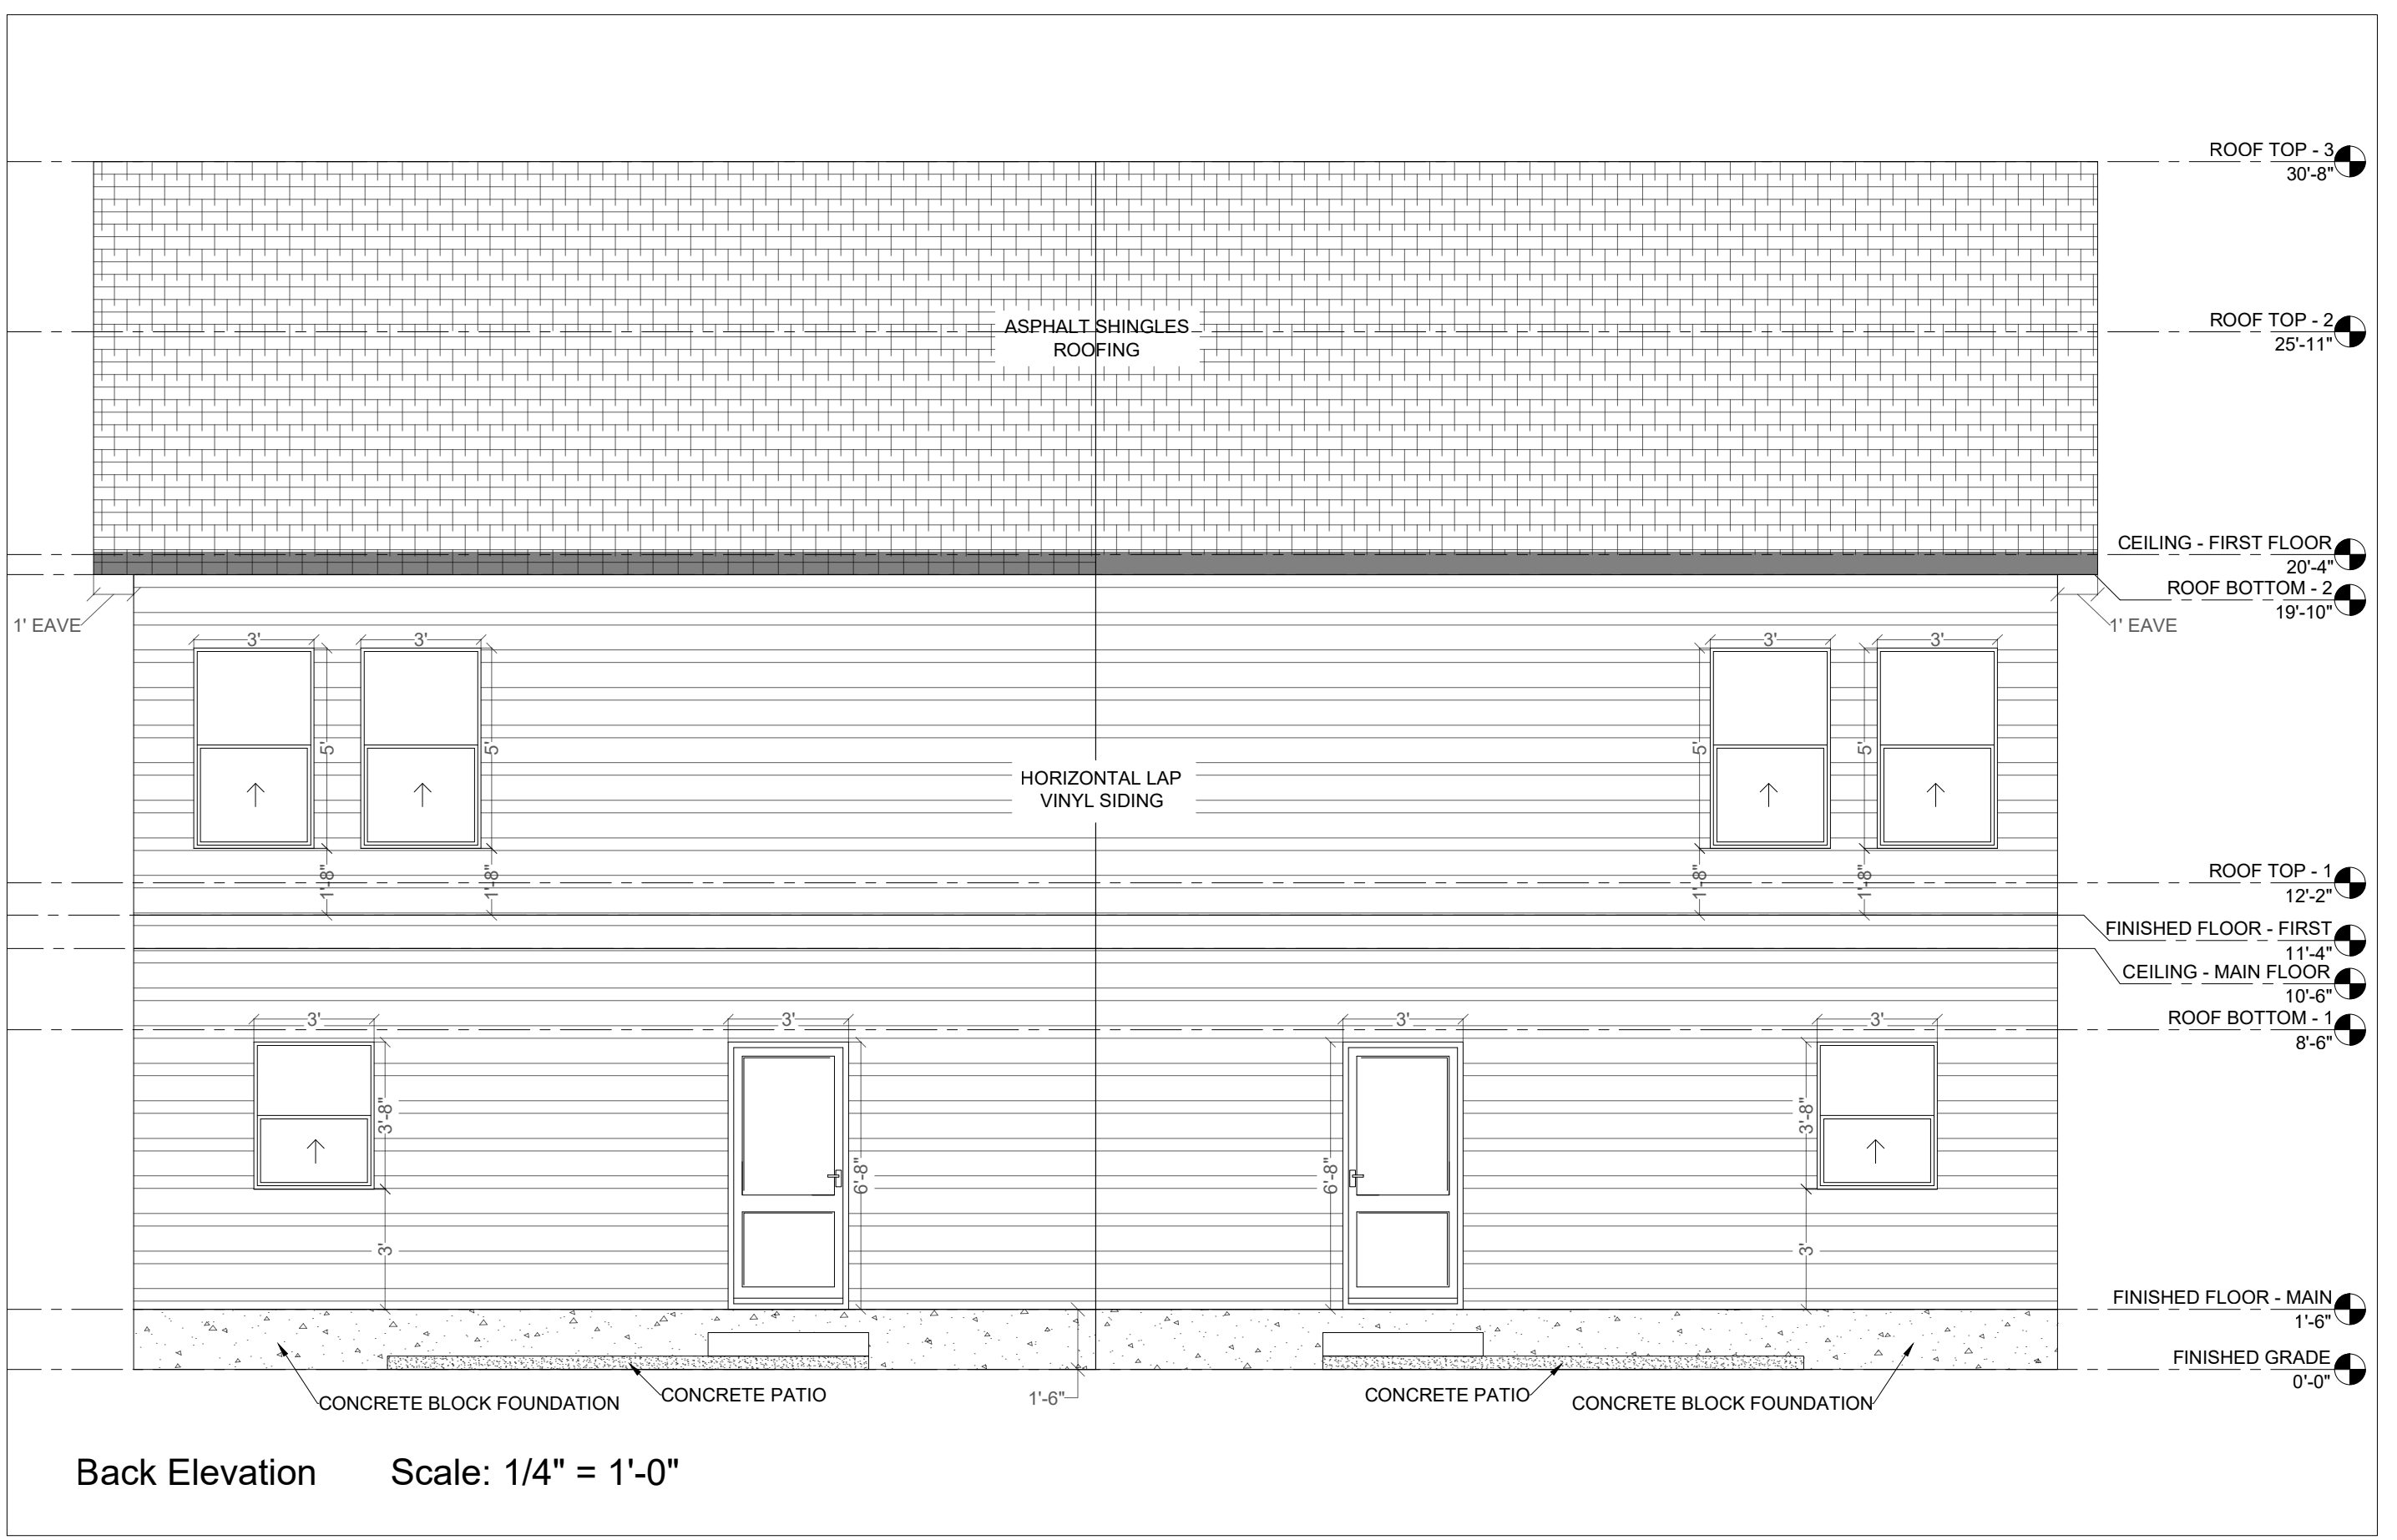 ROOF TOP - 3
30'-8"
ASPHALT SHINGLES
ROOFING
ROOF TOP - 2
25'-11"
CEILING - FIRST FLOOR
20'-4"
ROOF BOTTOM - 2
19'-10"
1' EAVE
1' EAVE
3'
3'
3'
3'
5'
5'
5'
5'
HORIZONTAL LAP
VINYL SIDING
1'-8"
1'-8"
1'-8"
1'-8"
ROOF TOP - 1
12'-2"
FINISHED FLOOR - FIRST
11'-4"
CEILING - MAIN FLOOR
10'-6"
ROOF BOTTOM - 1
8'-6"
3'
3'
3'
3'
3'-8"
6'-8"
6'-8"
3'-8"
3'
3'
FINISHED FLOOR - MAIN
1'-6"
FINISHED GRADE
0'-0"
CONCRETE BLOCK FOUNDATION
CONCRETE PATIO
1'-6"
CONCRETE PATIO
CONCRETE BLOCK FOUNDATION
Back Elevation Scale: 1/4" = 1'-0"